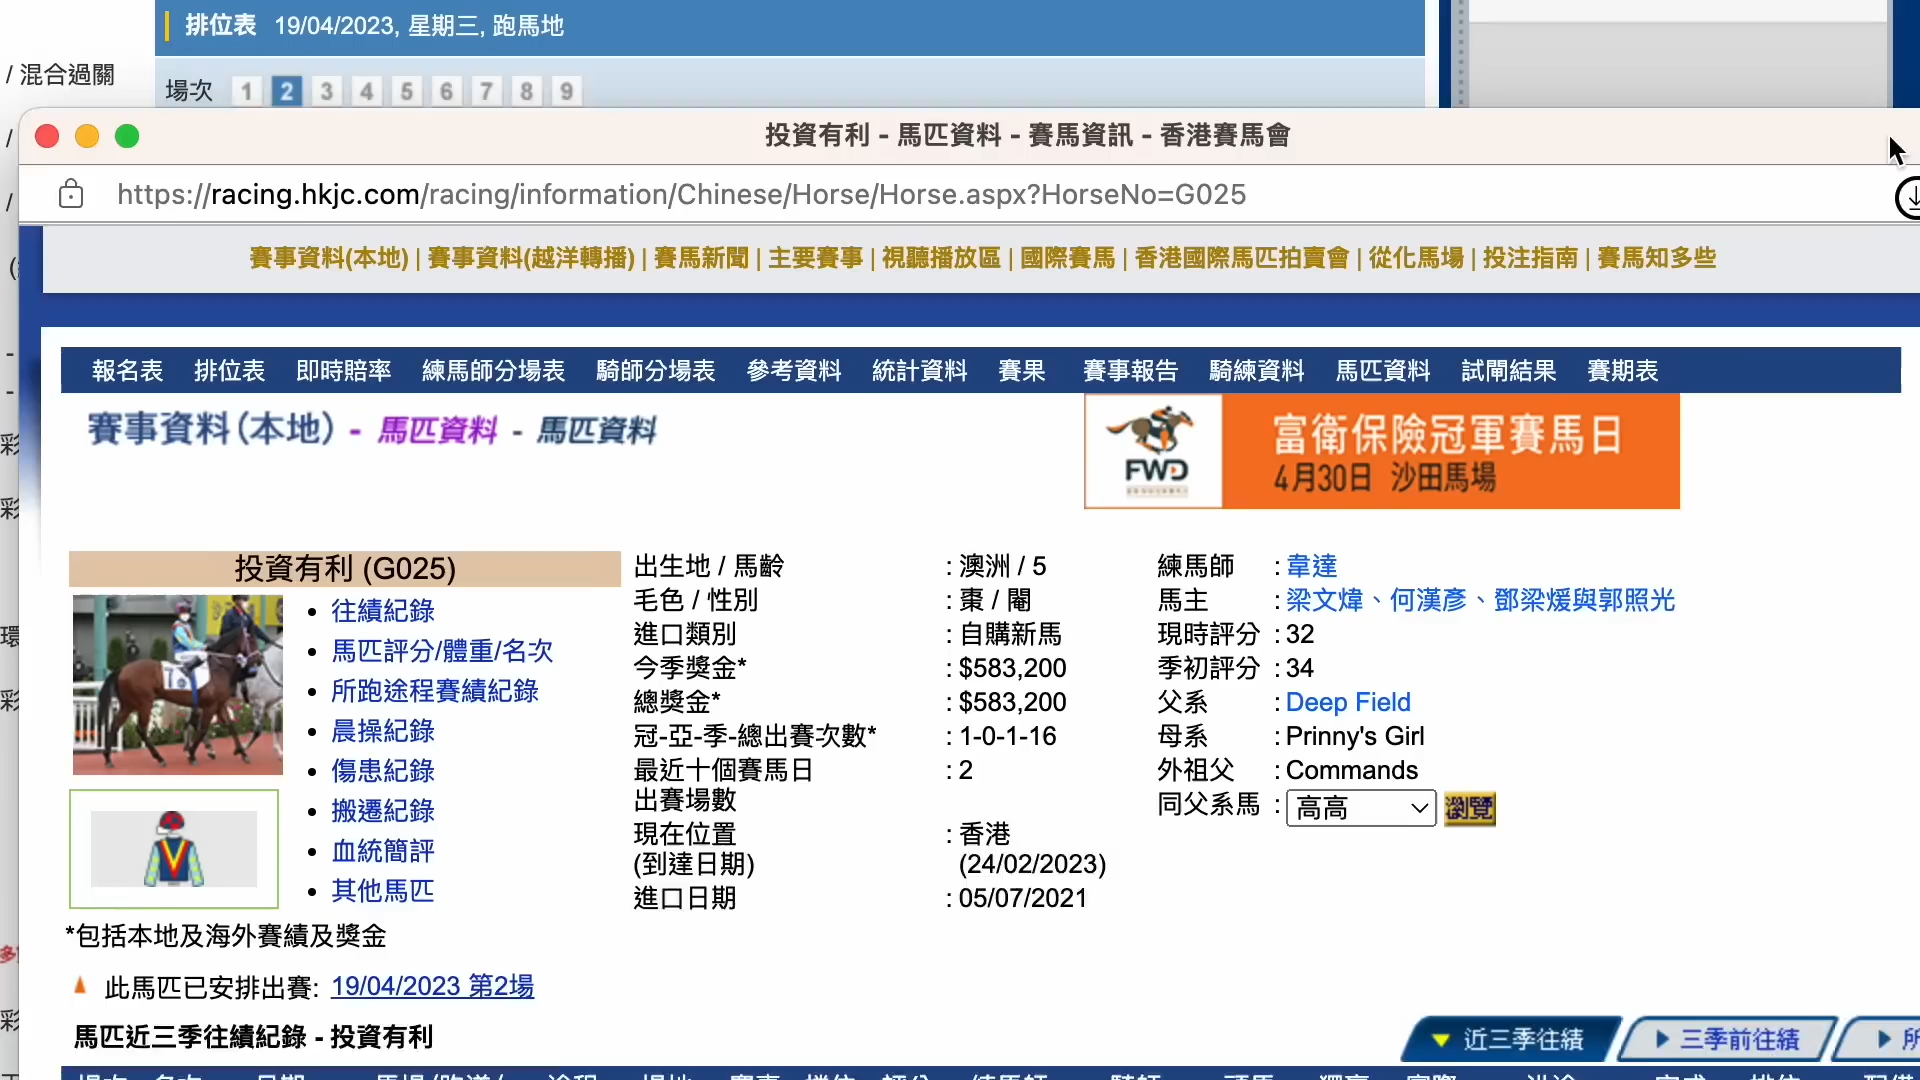 排位表 19/04/2023, 星期三, 跑馬地
/ 混合過關
場次 1 2 3 4 5 6 7 8 9
投資有利 - 馬匹資料 - 賽馬資訊 - 香港賽馬會
https://racing.hkjc.com/racing/information/Chinese/Horse/Horse.aspx?HorseNo=G025
賽事資料(本地) | 賽事資料(越洋轉播) | 賽馬新聞 | 主要賽事 | 視聽播放區 | 國際賽馬 | 香港國際馬匹拍賣會 | 從化馬場 | 投注指南 | 賽馬知多些
報名表 排位表 即時賠率 練馬師分場表 騎師分場表 參考資料 統計資料 賽果 賽事報告 騎練資料 馬匹資料 試閘結果 賽期表
賽事資料(本地) - 馬匹資料 - 馬匹資料
FWD
富衛保險冠軍賽馬日
4月30日 沙田馬場
投資有利 (G025)
往績紀錄
馬匹評分/體重/名次
所跑途程賽績紀錄
晨操紀錄
傷患紀錄
搬遷紀錄
血統簡評
其他馬匹
出生地 / 馬齡 : 澳洲 / 5
毛色 / 性別 : 棗 / 閹
進口類別 : 自購新馬
今季獎金* : $583,200
總獎金* : $583,200
冠-亞-季-總出賽次數* : 1-0-1-16
最近十個賽馬日 : 2
出賽場數
現在位置 : 香港
(到達日期) (24/02/2023)
進口日期 : 05/07/2021
練馬師 : 韋達
馬主 : 梁文煒、何漢彥、鄧梁煖與郭照光
現時評分 : 32
季初評分 : 34
父系 : Deep Field
母系 : Prinny's Girl
外祖父 : Commands
同父系馬 : 高高 瀏覽
*包括本地及海外賽績及獎金
此馬匹已安排出賽: 19/04/2023 第2場
馬匹近三季往績紀錄 - 投資有利
近三季往績 三季前往績